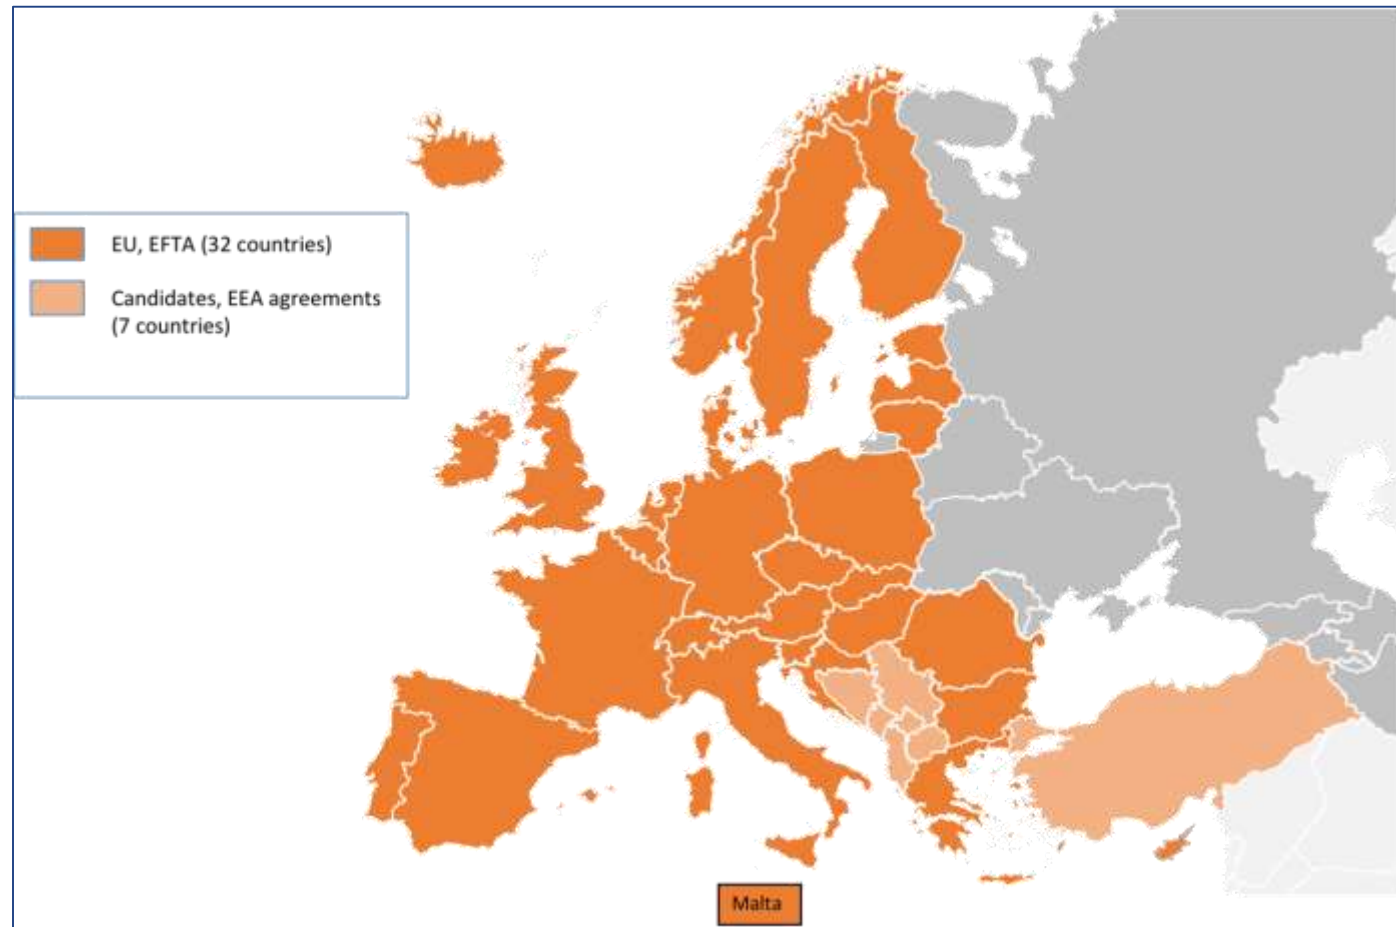 EU, EFTA (32 countries)
Candidates, EEA agreements
(7 countries)
Malta